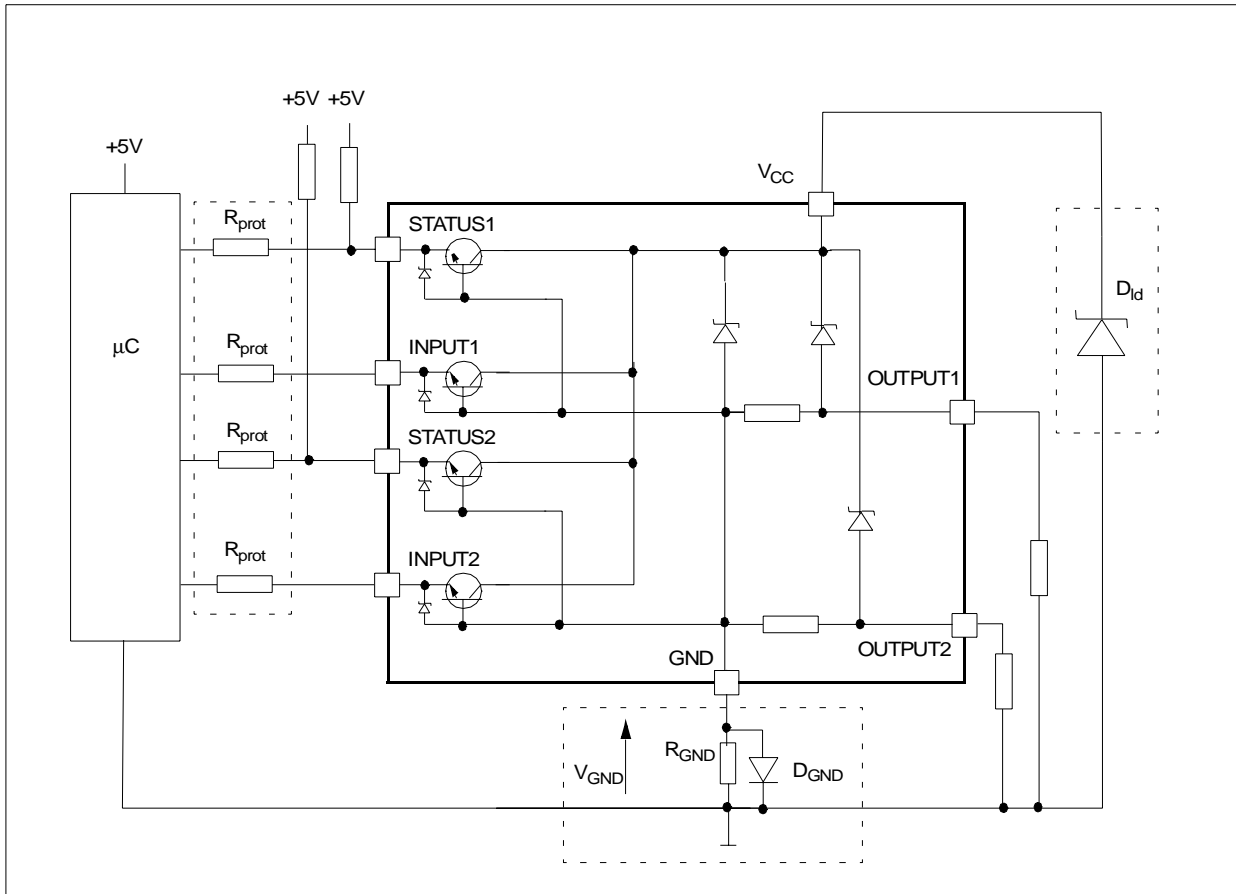 +5V +5V
+5V
VCC
Rprot
STATUS1
Dld
μC
Rprot
INPUT1
OUTPUT1
Rprot
STATUS2
Rprot
INPUT2
GND
OUTPUT2
RGND
VGND
DGND